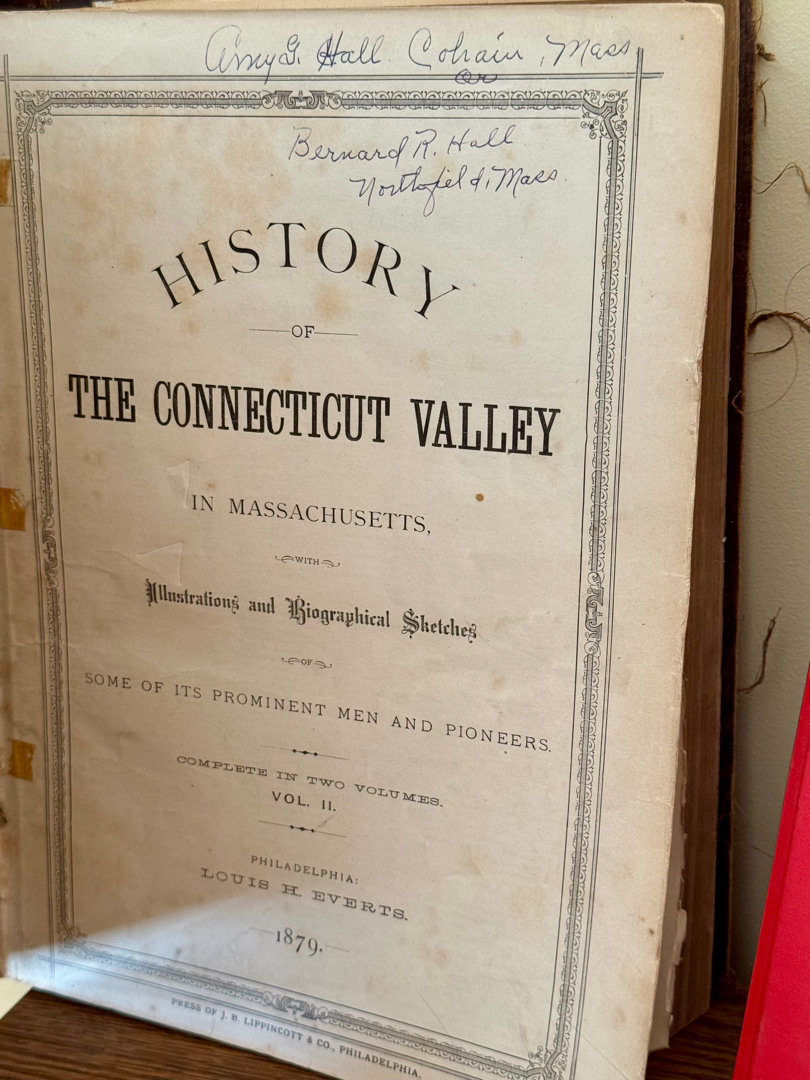 Amy G. Hall. Colrain, Mass
or
Bernard R. Hall
Northfield, Mass.
HISTORY
OF
THE CONNECTICUT VALLEY
IN MASSACHUSETTS,
WITH
Illustrations and Biographical Sketches
OF
SOME OF ITS PROMINENT MEN AND PIONEERS.
COMPLETE IN TWO VOLUMES.
VOL. II.
PHILADELPHIA:
LOUIS H. EVERTS.
1879.
PRESS OF J. B. LIPPINCOTT & CO., PHILADELPHIA.